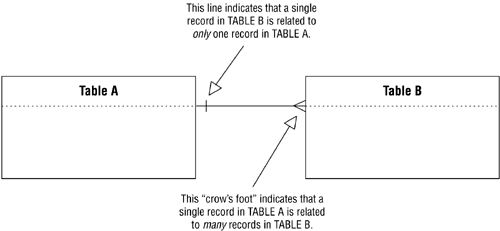 This line indicates that a single
record in TABLE B is related to
only one record in TABLE A.
Table A
Table B
This “crow's foot” indicates that a
single record in TABLE A is related
to many records in TABLE B.